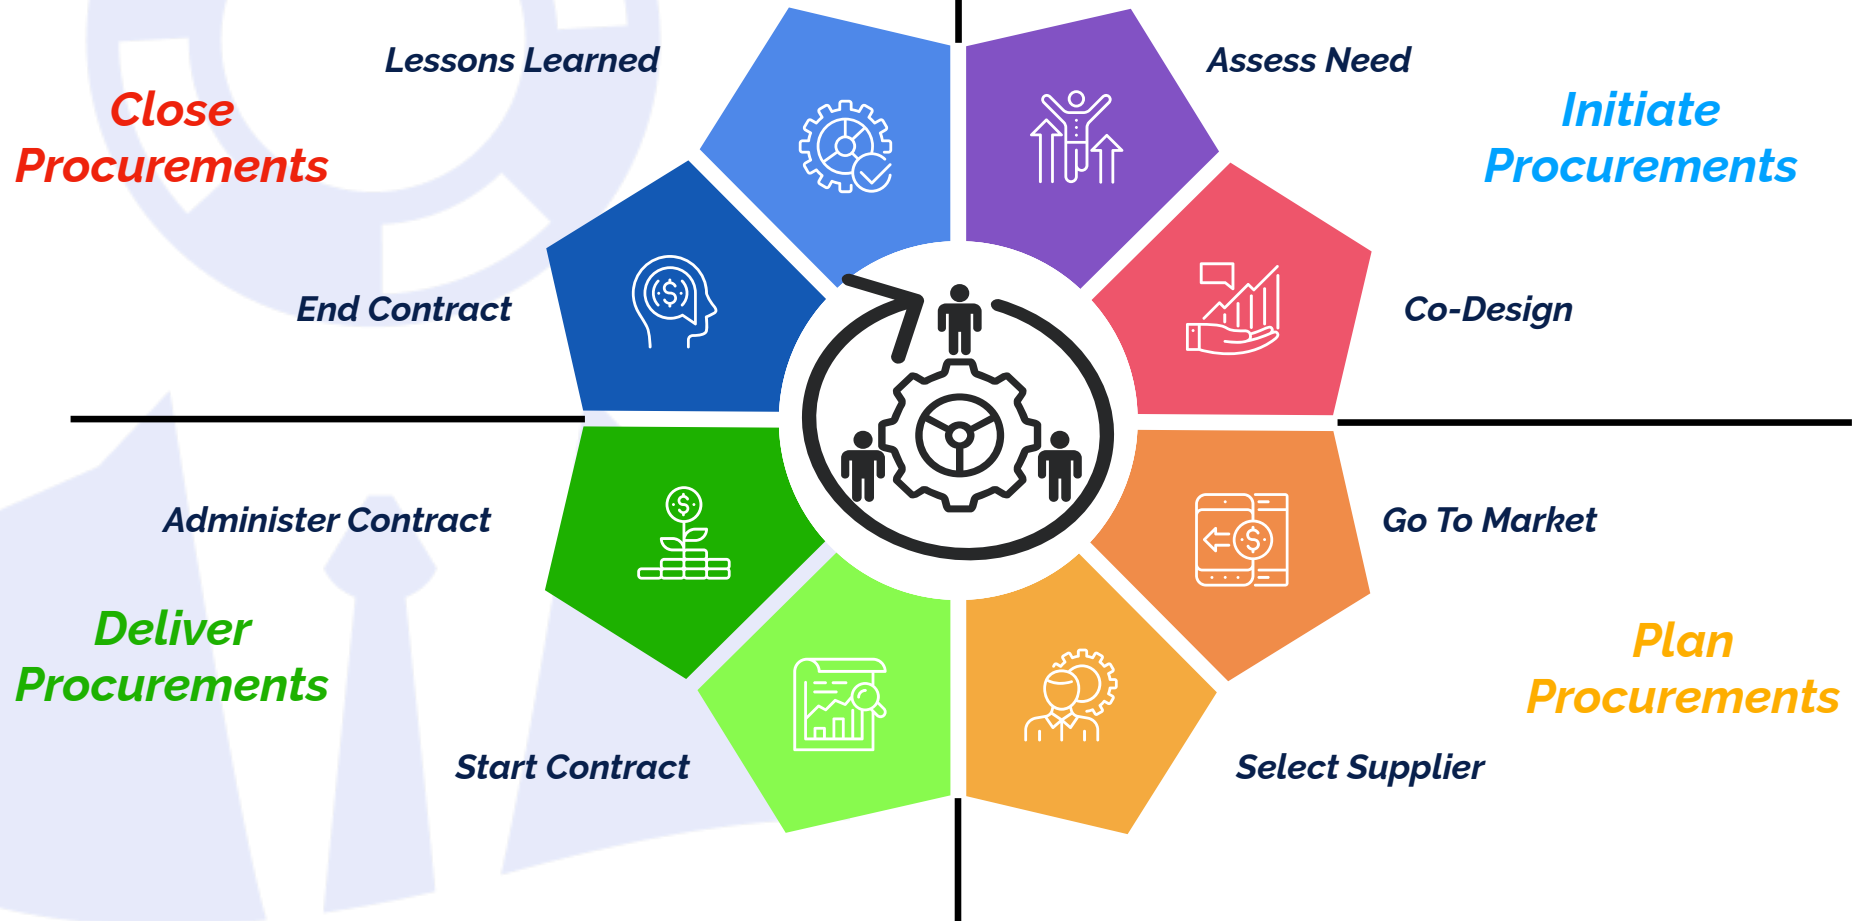 Lessons Learned
Assess Need
Close
Procurements
Initiate
Procurements
End Contract
Co-Design
Administer Contract
Go To Market
Deliver
Procurements
Plan
Procurements
Start Contract
Select Supplier